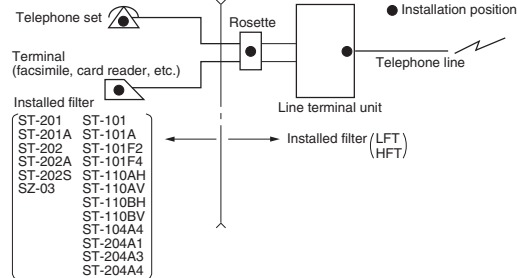 Telephone set
Rosette
Installation position
Terminal
(facsimile, card reader, etc.)
Telephone line
Line terminal unit
Installed filter
ST-201 ST-101
ST-201A ST-101A
ST-202 ST-101F2
ST-202A ST-101F4
ST-202S ST-110AH
SZ-03 ST-110AV
ST-110BH
ST-110BV
ST-104A4
ST-204A1
ST-204A3
ST-204A4
Installed filter (LFT
HFT)